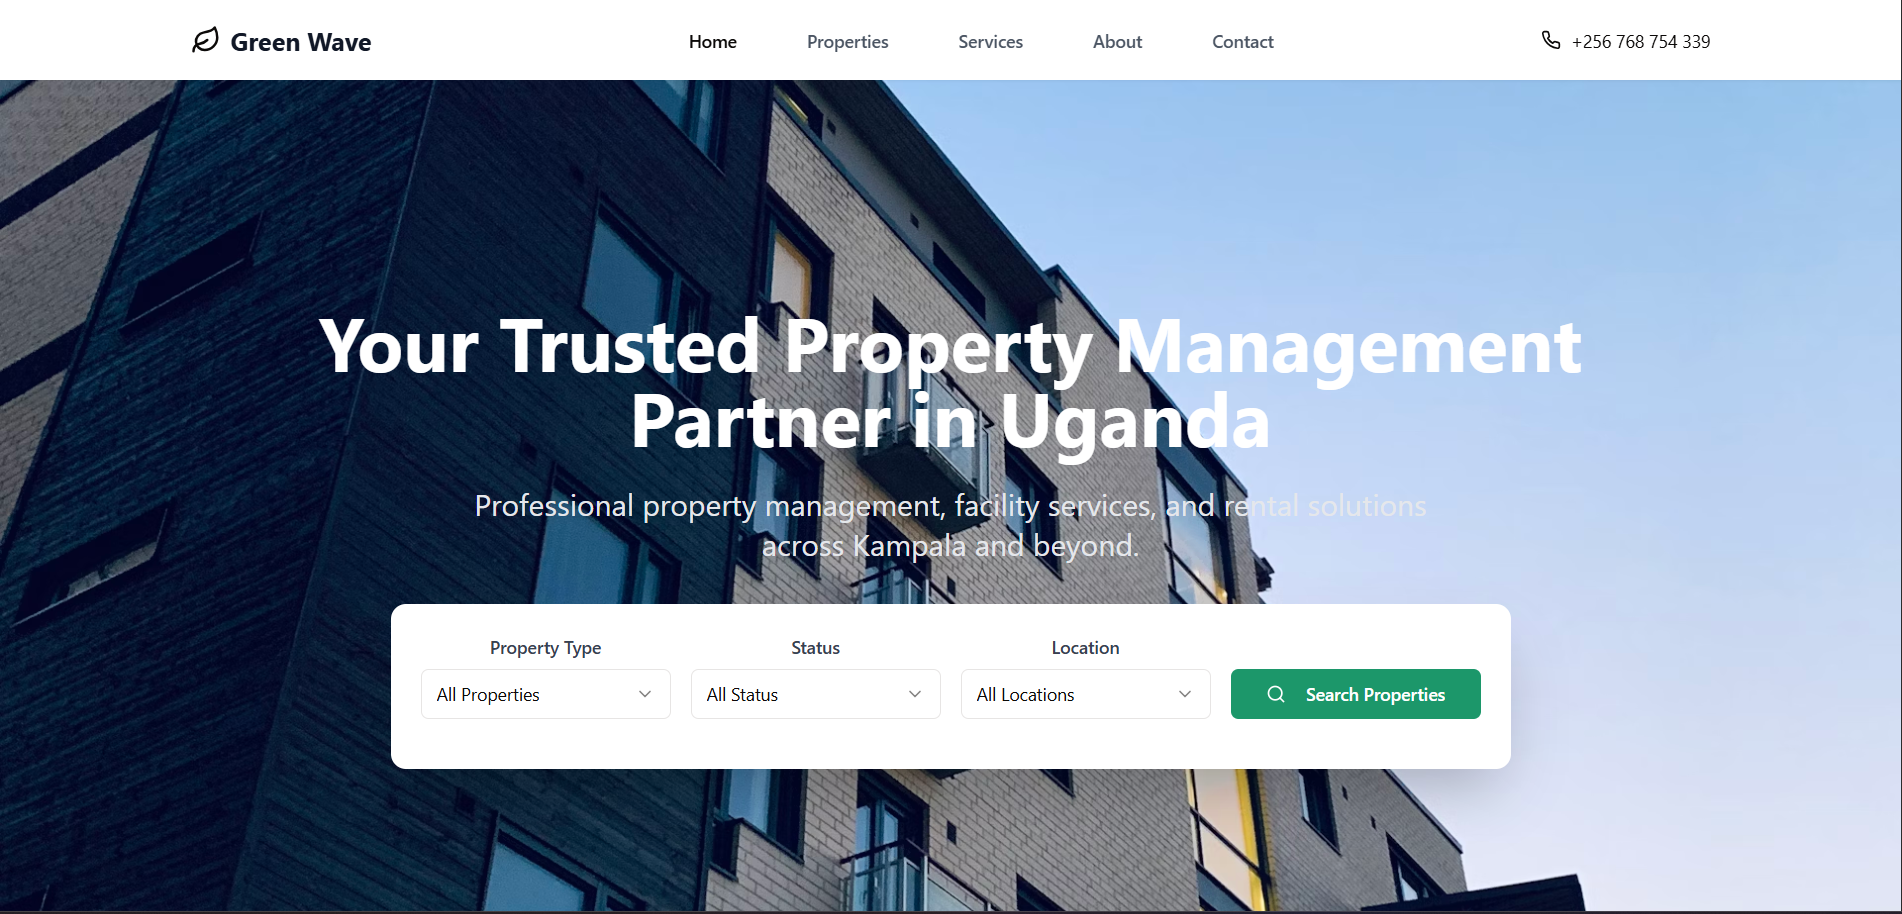 Green Wave
Home
Properties
Services
About
Contact
+256 768 754 339
Your Trusted Property Management
Partner in Uganda
Professional property management, facility services, and rental solutions
across Kampala and beyond.
Property Type
Status
Location
All Properties
All Status
All Locations
Search Properties